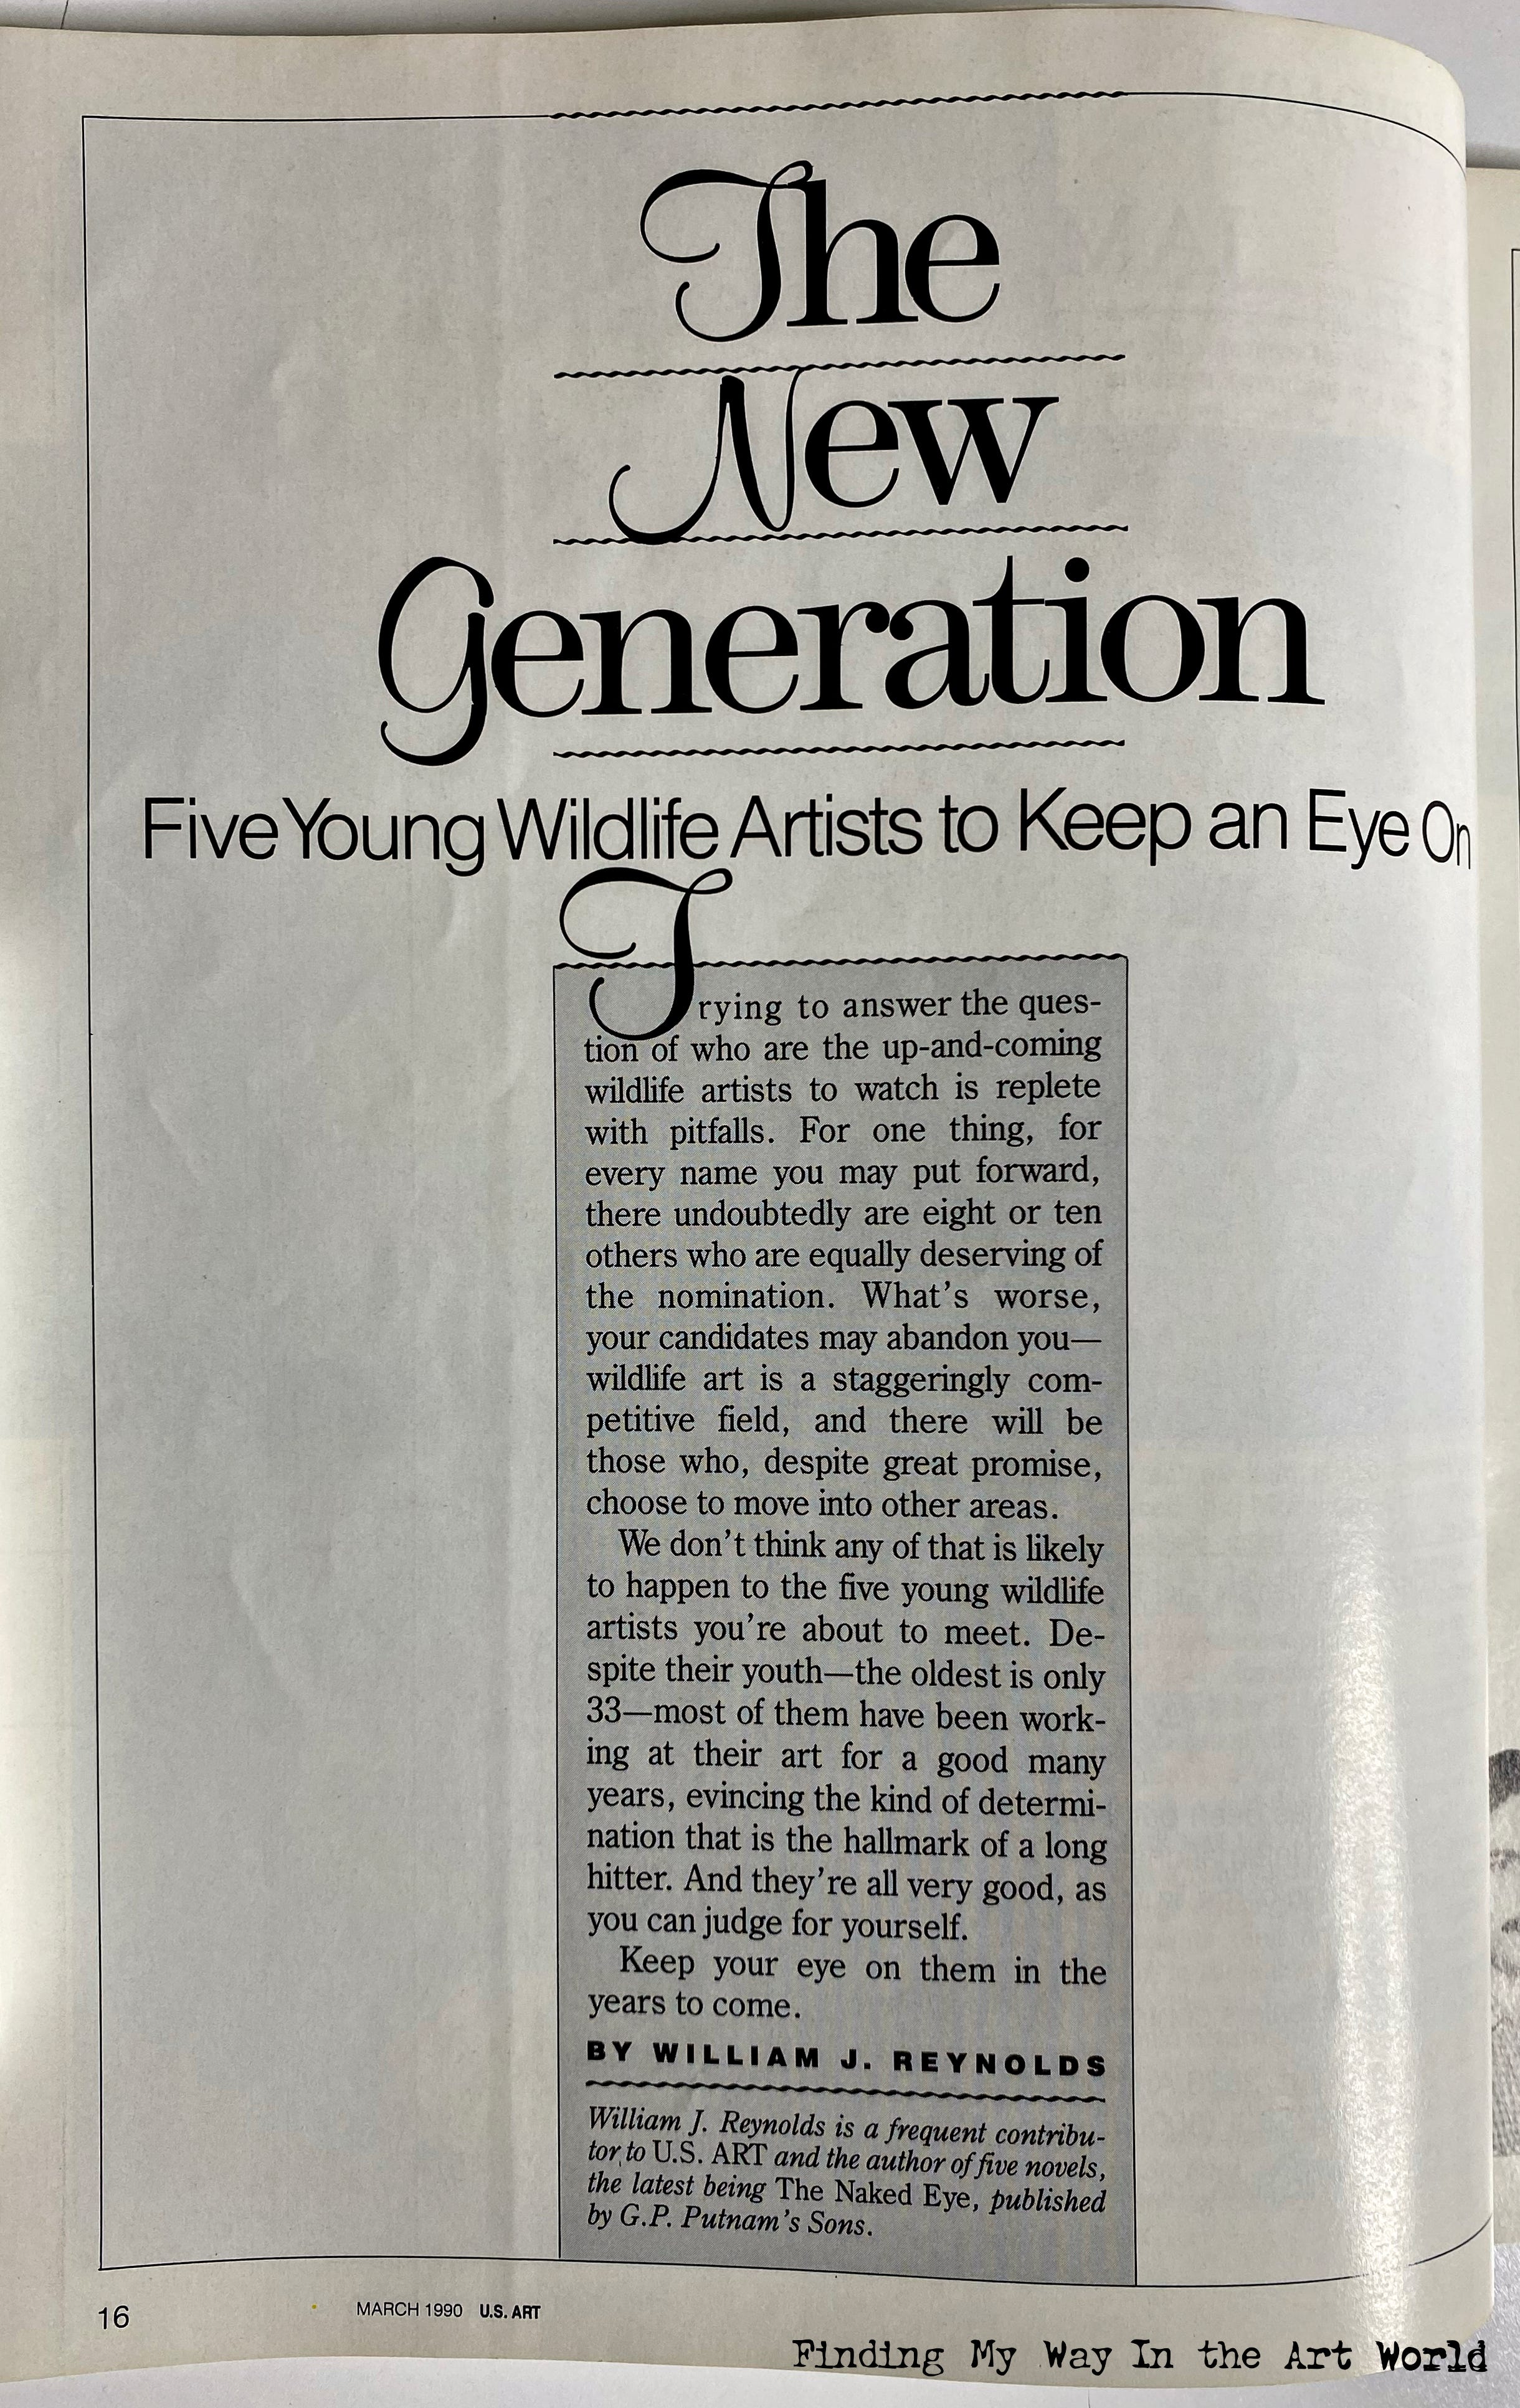 The
New
Generation
Five Young Wildlife Artists to Keep an Eye On
Trying to answer the ques-
tion of who are the up-and-coming
wildlife artists to watch is replete
with pitfalls. For one thing, for
every name you may put forward,
there undoubtedly are eight or ten
others who are equally deserving of
the nomination. What's worse,
your candidates may abandon you—
wildlife art is a staggeringly com-
petitive field, and there will be
those who, despite great promise,
choose to move into other areas.
We don't think any of that is likely
to happen to the five young wildlife
artists you're about to meet. De-
spite their youth—the oldest is only
33—most of them have been work-
ing at their art for a good many
years, evincing the kind of determi-
nation that is the hallmark of a long
hitter. And they're all very good, as
you can judge for yourself.
Keep your eye on them in the
years to come.
BY WILLIAM J. REYNOLDS
William J. Reynolds is a frequent contribu-
tor to U.S. ART and the author of five novels,
the latest being The Naked Eye, published
by G.P. Putnam's Sons.
16
MARCH 1990 U.S. ART
Finding My Way In the Art World